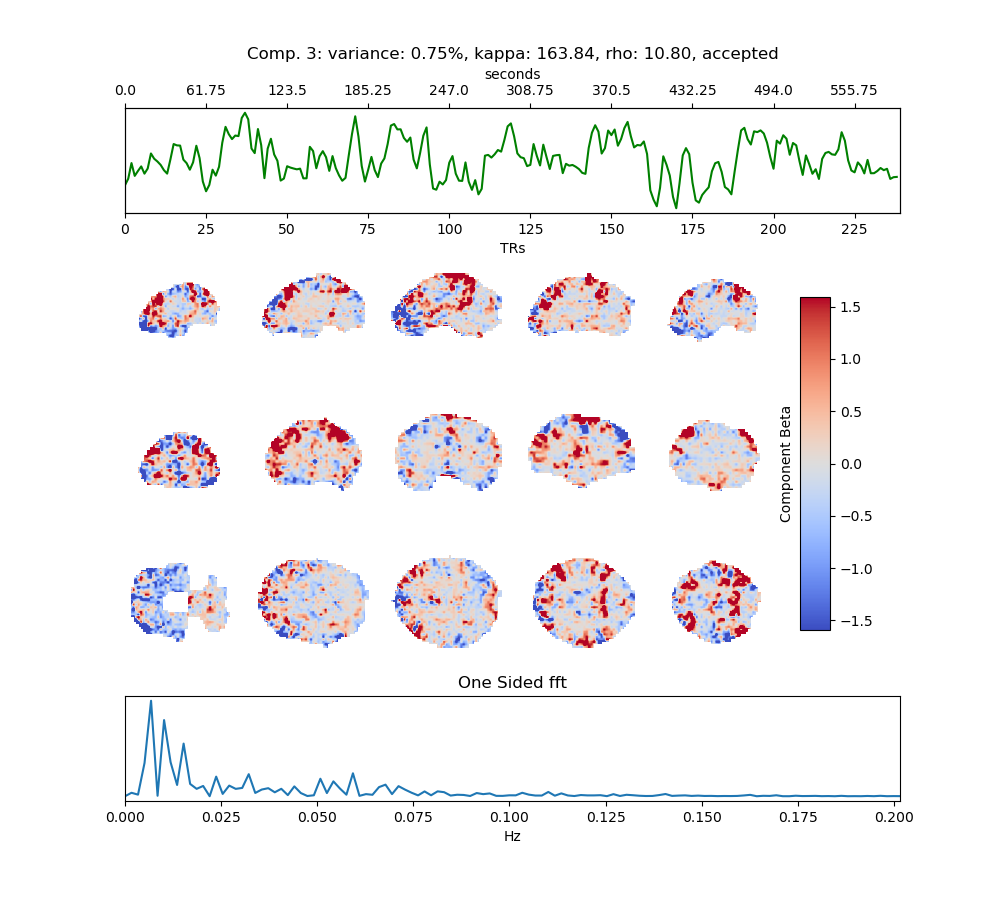 Comp. 3: variance: 0.75%, kappa: 163.84, rho: 10.80, accepted
seconds
0.0 61.75 123.5 185.25 247.0 308.75 370.5 432.25 494.0 555.75
0 25 50 75 100 125 150 175 200 225
TRs
1.5
1.0
0.5
0.0
−0.5
−1.0
−1.5
Component Beta
One Sided fft
0.000 0.025 0.050 0.075 0.100 0.125 0.150 0.175 0.200
Hz